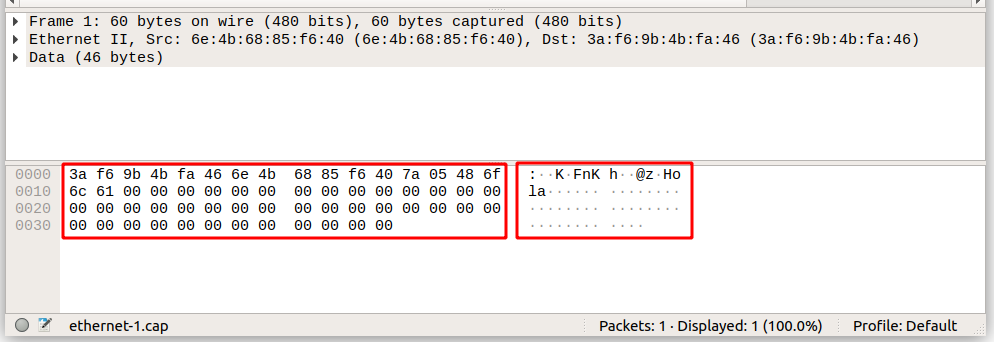 Frame 1: 60 bytes on wire (480 bits), 60 bytes captured (480 bits)
Ethernet II, Src: 6e:4b:68:85:f6:40 (6e:4b:68:85:f6:40), Dst: 3a:f6:9b:4b:fa:46 (3a:f6:9b:4b:fa:46)
Data (46 bytes)
0000 3a f6 9b 4b fa 46 6e 4b 68 85 f6 40 7a 05 48 6f :··K·FnK h··@z·Ho
0010 6c 61 00 00 00 00 00 00 00 00 00 00 00 00 00 00 la······ ········
0020 00 00 00 00 00 00 00 00 00 00 00 00 00 00 00 00 ········ ········
0030 00 00 00 00 00 00 00 00 00 00 00 00 ········ ····
ethernet-1.cap Packets: 1 · Displayed: 1 (100.0%) Profile: Default